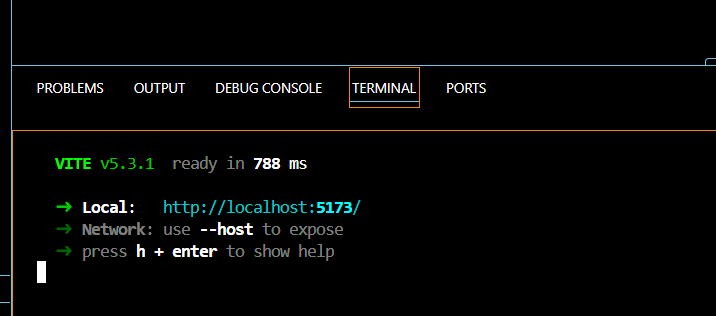 PROBLEMS OUTPUT DEBUG CONSOLE TERMINAL PORTS
VITE v5.3.1 ready in 788 ms
➜ Local: http://localhost:5173/
➜ Network: use --host to expose
➜ press h + enter to show help